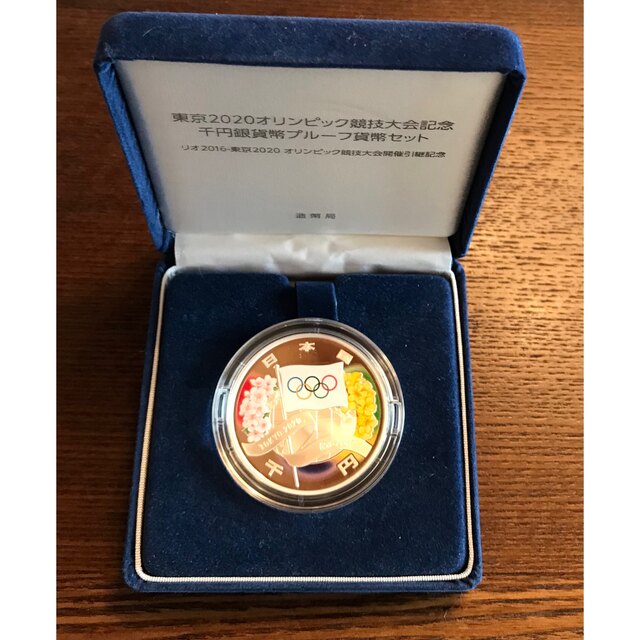 東京2020オリンピック競技大会記念
千円銀貨幣プルーフ貨幣セット
リオ2016-東京2020 オリンピック競技大会開催引継記念
造幣局
日本国
TOKYO 2020
千円